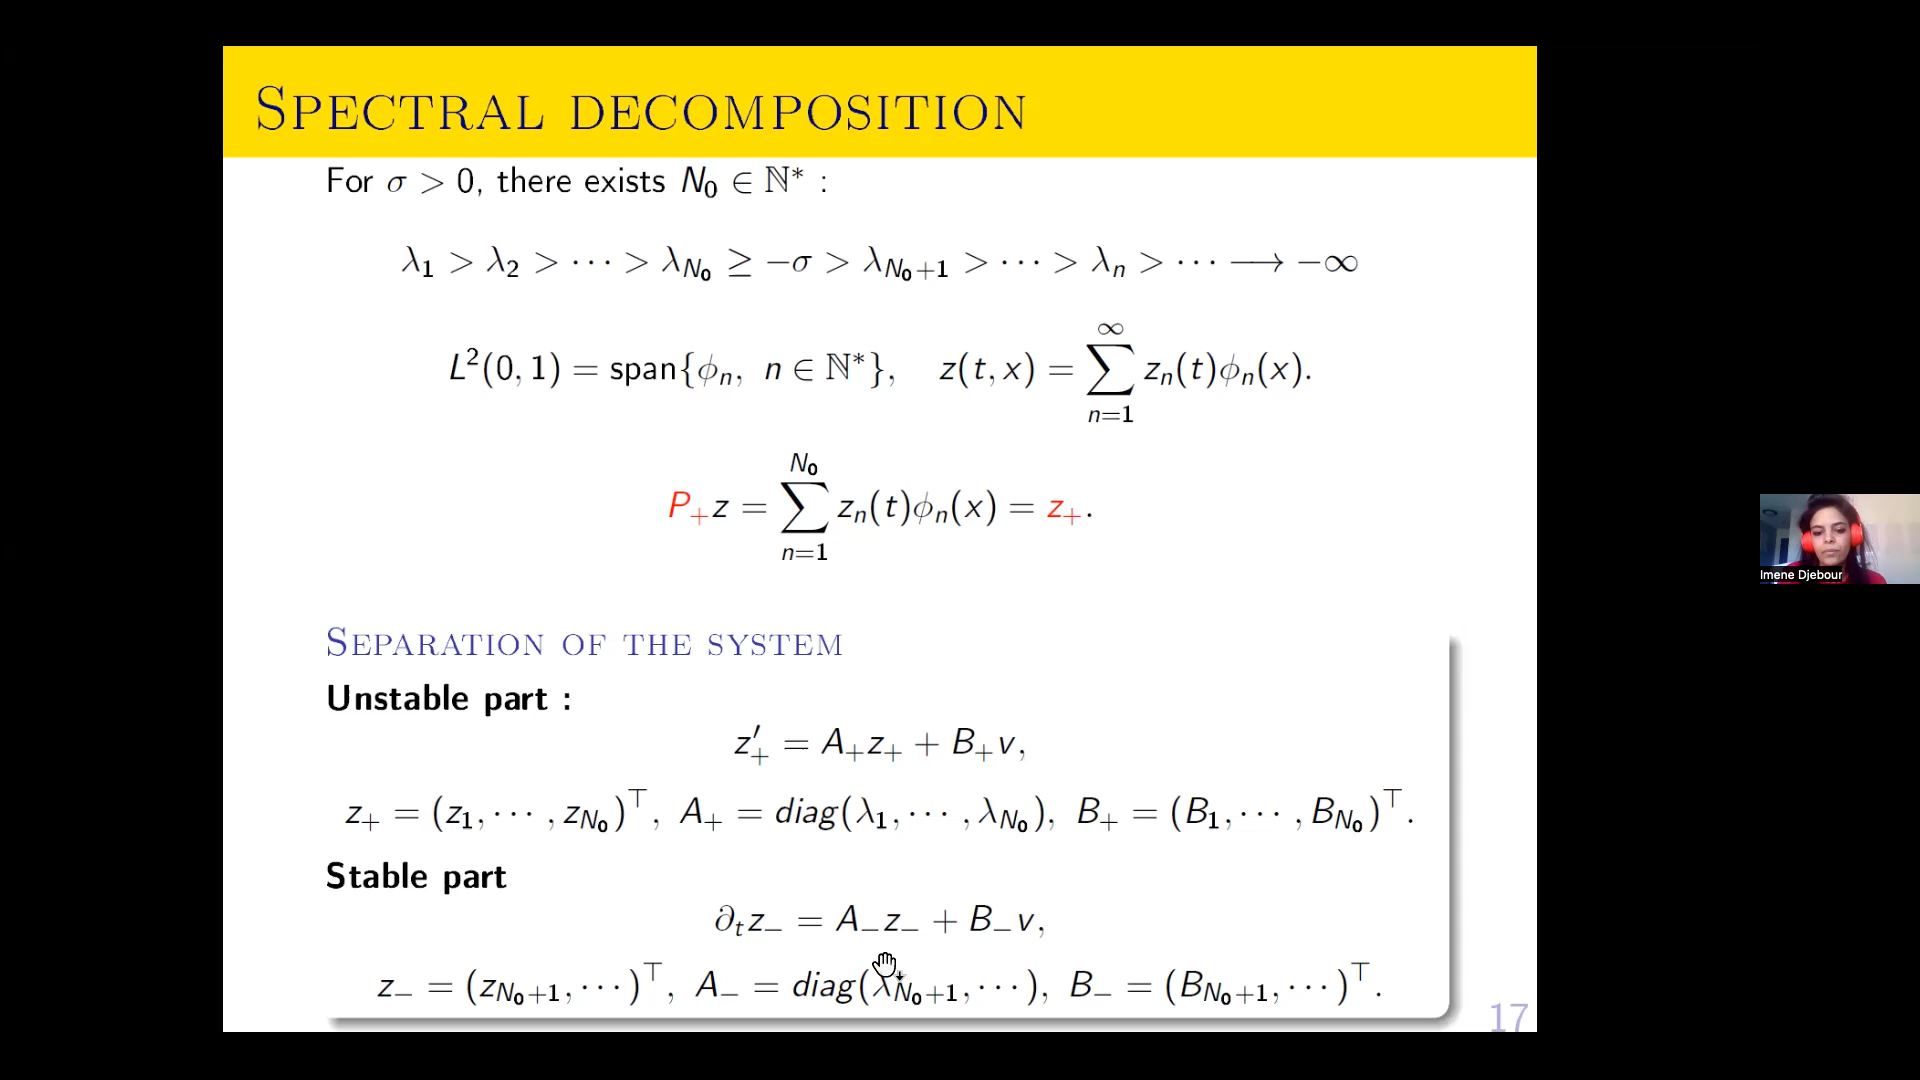 SPECTRAL DECOMPOSITION
For σ > 0, there exists N₀ ∈ ℕ* :
λ₁ > λ₂ > ··· > λ_{N₀} ≥ −σ > λ_{N₀+1} > ··· > λₙ > ··· ⟶ −∞
L²(0, 1) = span{ϕₙ, n ∈ ℕ*}, z(t, x) = ∑_{n=1}^{∞} zₙ(t)ϕₙ(x).
P₊z = ∑_{n=1}^{N₀} zₙ(t)ϕₙ(x) = z₊.
SEPARATION OF THE SYSTEM
Unstable part :
z′₊ = A₊z₊ + B₊v,
z₊ = (z₁, ··· , z_{N₀})^⊤, A₊ = diag(λ₁, ··· , λ_{N₀}), B₊ = (B₁, ··· , B_{N₀})^⊤.
Stable part
∂ₜz₋ = A₋z₋ + B₋v,
z₋ = (z_{N₀+1}, ···)^⊤, A₋ = diag(λ_{N₀+1}, ···), B₋ = (B_{N₀+1}, ···)^⊤.
17
Imene Djebour